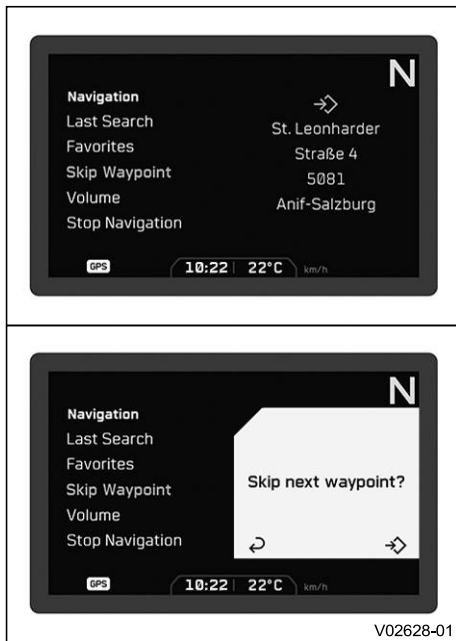 N
Navigation
Last Search
Favorites
Skip Waypoint
Volume
Stop Navigation
St. Leonharder
Straße 4
5081
Anif-Salzburg
GPS 10:22 22°C km/h
N
Navigation
Last Search
Favorites
Skip Waypoint
Volume
Stop Navigation
Skip next waypoint?
GPS 10:22 22°C km/h
V02628-01